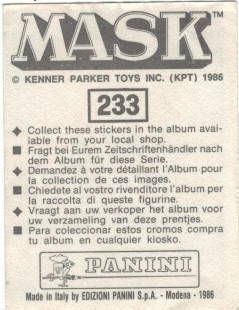 MASK™
© KENNER PARKER TOYS INC. (KPT) 1986
233
◆ Collect these stickers in the album avai-
lable from your local shop.
■ Fragt bei Eurem Zeitschriftenhändler nach
dem Album für diese Serie.
◆ Demandez à votre détaillant l'Album pour
la collection de ces images.
■ Chiedete al vostro rivenditore l'album per
la raccolta di queste figurine.
◆ Vraagt aan uw verkoper het album voor
uw verzameling van deze prentjes.
■ Para coleccionar estos cromos compra
tu album en cualquier kiosko.
PANINI
Made in Italy by EDIZIONI PANINI S.p.A. - Modena - 1986